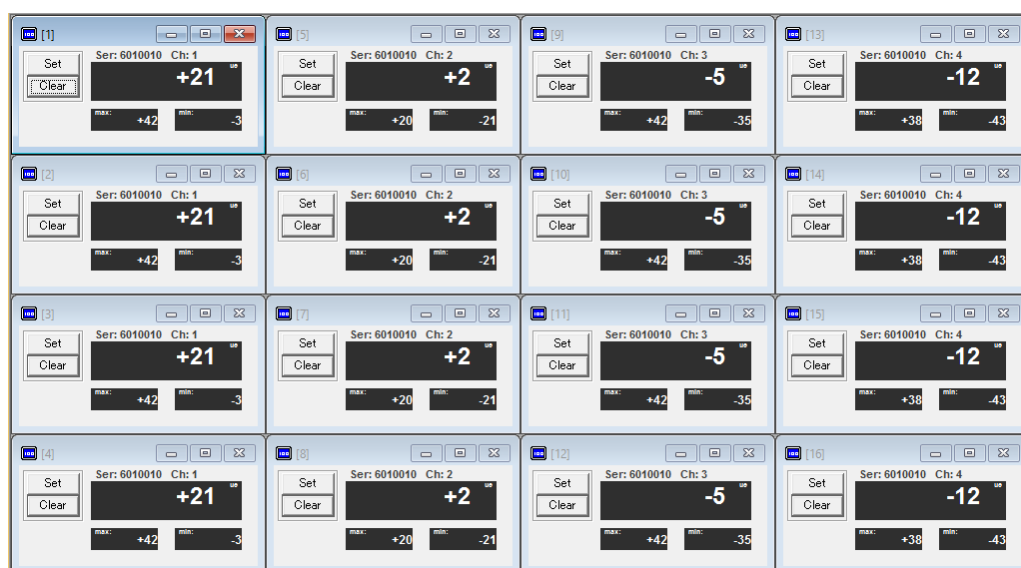 [1] [5] [9] [13]
Set Ser: 6010010 Ch: 1 Set Ser: 6010010 Ch: 2 Set Ser: 6010010 Ch: 3 Set Ser: 6010010 Ch: 4
Clear +21 ue Clear +2 ue Clear -5 ue Clear -12 ue
max: +42 min: -3 max: +20 min: -21 max: +42 min: -35 max: +38 min: -43
[2] [6] [10] [14]
Set Ser: 6010010 Ch: 1 Set Ser: 6010010 Ch: 2 Set Ser: 6010010 Ch: 3 Set Ser: 6010010 Ch: 4
Clear +21 ue Clear +2 ue Clear -5 ue Clear -12 ue
max: +42 min: -3 max: +20 min: -21 max: +42 min: -35 max: +38 min: -43
[3] [7] [11] [15]
Set Ser: 6010010 Ch: 1 Set Ser: 6010010 Ch: 2 Set Ser: 6010010 Ch: 3 Set Ser: 6010010 Ch: 4
Clear +21 ue Clear +2 ue Clear -5 ue Clear -12 ue
max: +42 min: -3 max: +20 min: -21 max: +42 min: -35 max: +38 min: -43
[4] [8] [12] [16]
Set Ser: 6010010 Ch: 1 Set Ser: 6010010 Ch: 2 Set Ser: 6010010 Ch: 3 Set Ser: 6010010 Ch: 4
Clear +21 ue Clear +2 ue Clear -5 ue Clear -12 ue
max: +42 min: -3 max: +20 min: -21 max: +42 min: -35 max: +38 min: -43